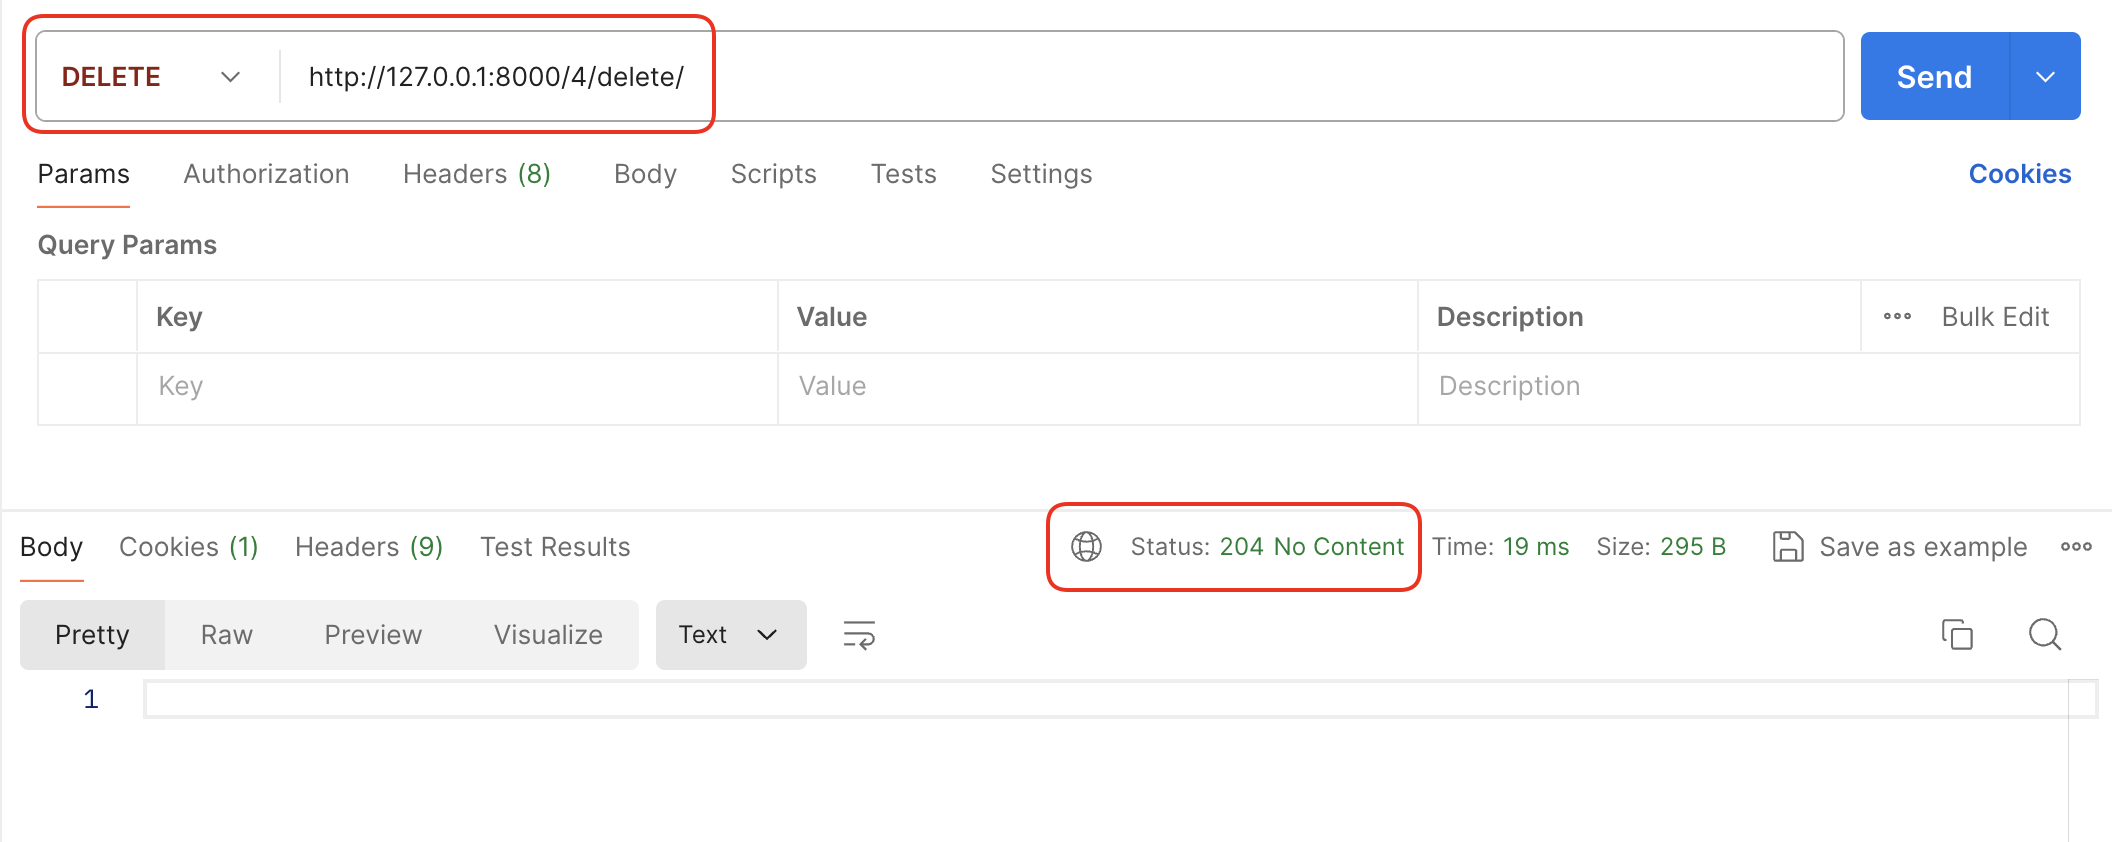 DELETE http://127.0.0.1:8000/4/delete/ Send
Params Authorization Headers (8) Body Scripts Tests Settings Cookies
Query Params
Key Value Description Bulk Edit
Key Value Description
Body Cookies (1) Headers (9) Test Results Status: 204 No Content Time: 19 ms Size: 295 B Save as example
Pretty Raw Preview Visualize Text
1